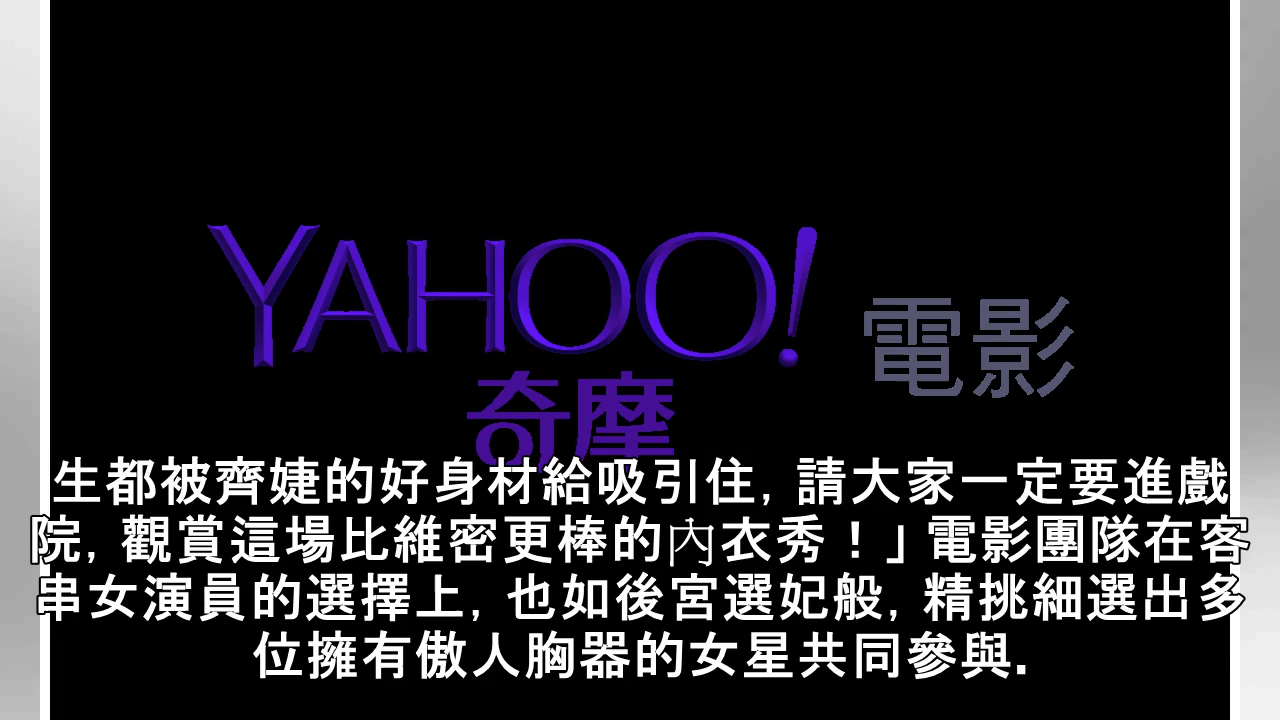 YAHOO!
奇摩
電影
生都被齊婕的好身材給吸引住, 請大家一定要進戲
院, 觀賞這場比維密更棒的內衣秀！」電影團隊在客
串女演員的選擇上, 也如後宮選妃般, 精挑細選出多
位擁有傲人胸器的女星共同參與.